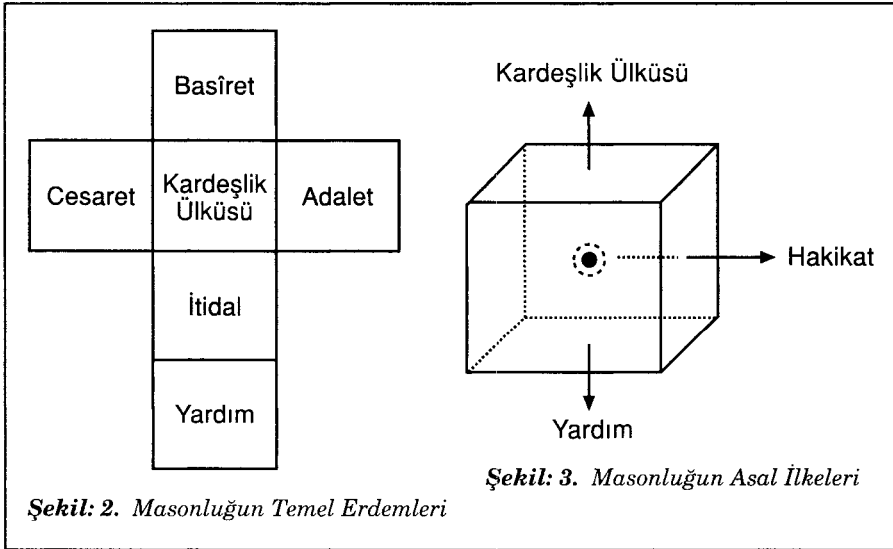 Basîret
Cesaret
Kardeşlik
Ülküsü
Adalet
İtidal
Yardım
Şekil: 2. Masonluğun Temel Erdemleri
Kardeşlik Ülküsü
Hakikat
Yardım
Şekil: 3. Masonluğun Asal İlkeleri